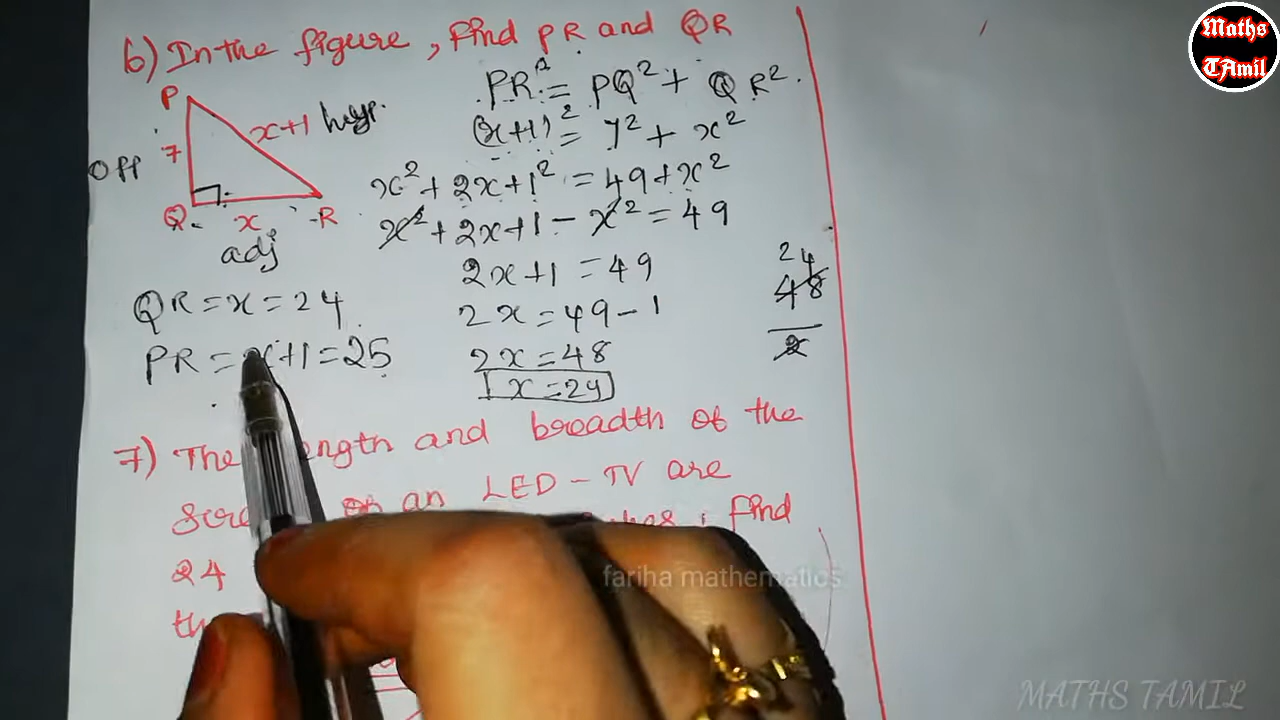 6) In the figure, Find PR and QR
P
7
x+1 hyp.
Opp
Q
x
R
adj
PR² = PQ² + QR².
(x+1)² = 7² + x²
x² + 2x + 1² = 49 + x²
x² + 2x + 1 - x² = 49
2x + 1 = 49
2x = 49 - 1
2x = 48
x = 24
24
48
2
QR = x = 24
PR = x+1 = 25
7) The length and breadth of the
an LED - TV are
find
24
Maths
TAmil
fariha mathematics
MATHS TAMIL